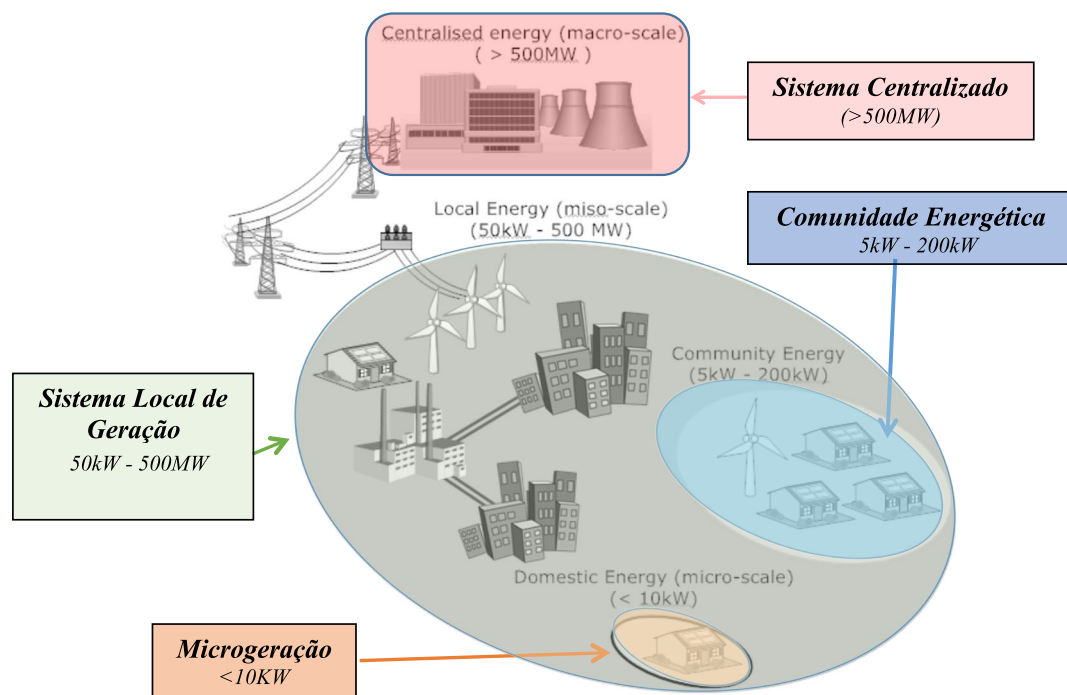 Centralised energy (macro-scale)
( > 500MW )
Sistema Centralizado
(>500MW)
Local Energy (miso-scale)
(50kW - 500 MW)
Comunidade Energética
5kW - 200kW
Community Energy
(5kW - 200kW)
Sistema Local de
Geração
50kW - 500MW
Domestic Energy (micro-scale)
(< 10kW)
Microgeração
<10KW